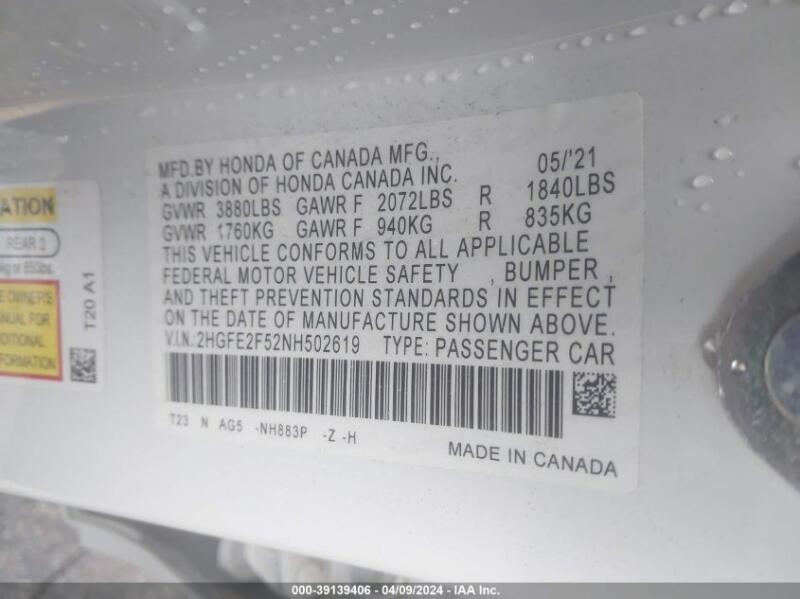 MFD.BY HONDA OF CANADA MFG., 05/'21
A DIVISION OF HONDA CANADA INC.
GVWR 3880LBS GAWR F 2072LBS R 1840LBS
GVWR 1760KG GAWR F 940KG R 835KG
THIS VEHICLE CONFORMS TO ALL APPLICABLE
FEDERAL MOTOR VEHICLE SAFETY , BUMPER ,
AND THEFT PREVENTION STANDARDS IN EFFECT
ON THE DATE OF MANUFACTURE SHOWN ABOVE.
V.I.N.:2HGFE2F52NH502619 TYPE: PASSENGER CAR
T23 N AG5 -NH883P -Z -H
MADE IN CANADA
REAR 3
T20 A1
000-39139406 - 04/09/2024 - IAA Inc.